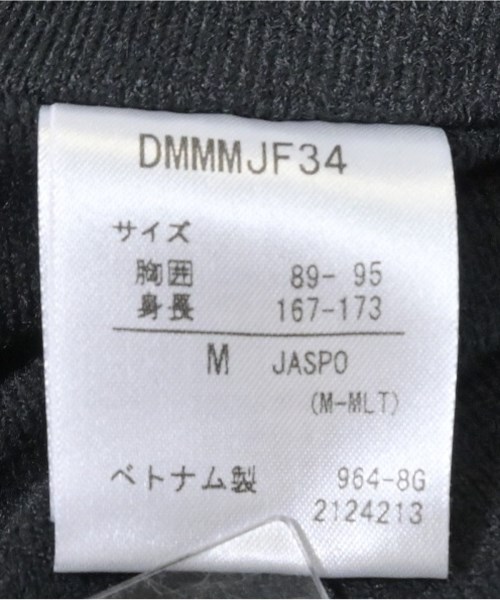 DMMMJF34
サイズ
胸囲 89- 95
身長 167-173
M JASPO
(M-MLT)
ベトナム製 964-8G
2124213